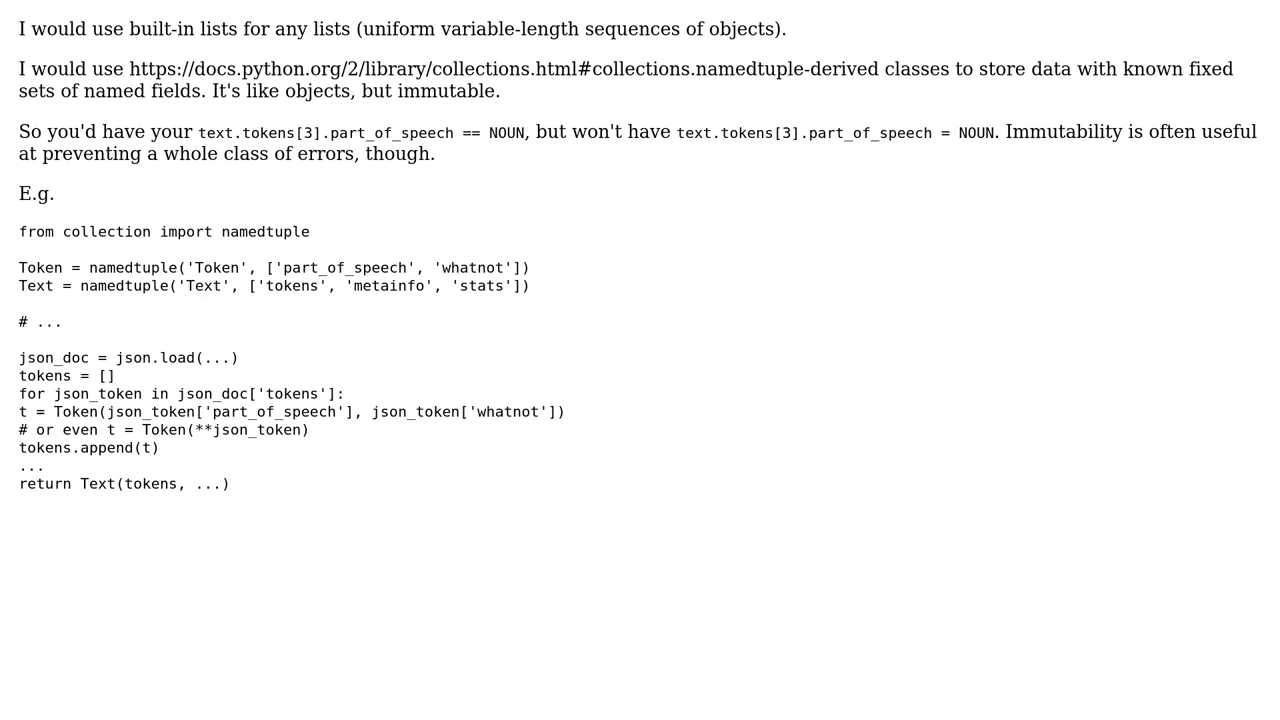 I would use built-in lists for any lists (uniform variable-length sequences of objects).
I would use https://docs.python.org/2/library/collections.html#collections.namedtuple-derived classes to store data with known fixed
sets of named fields. It's like objects, but immutable.
So you'd have your text.tokens[3].part_of_speech == NOUN, but won't have text.tokens[3].part_of_speech = NOUN. Immutability is often useful
at preventing a whole class of errors, though.
E.g.
from collection import namedtuple
Token = namedtuple('Token', ['part_of_speech', 'whatnot'])
Text = namedtuple('Text', ['tokens', 'metainfo', 'stats'])
# ...
json_doc = json.load(...)
tokens = []
for json_token in json_doc['tokens']:
t = Token(json_token['part_of_speech'], json_token['whatnot'])
# or even t = Token(**json_token)
tokens.append(t)
...
return Text(tokens, ...)